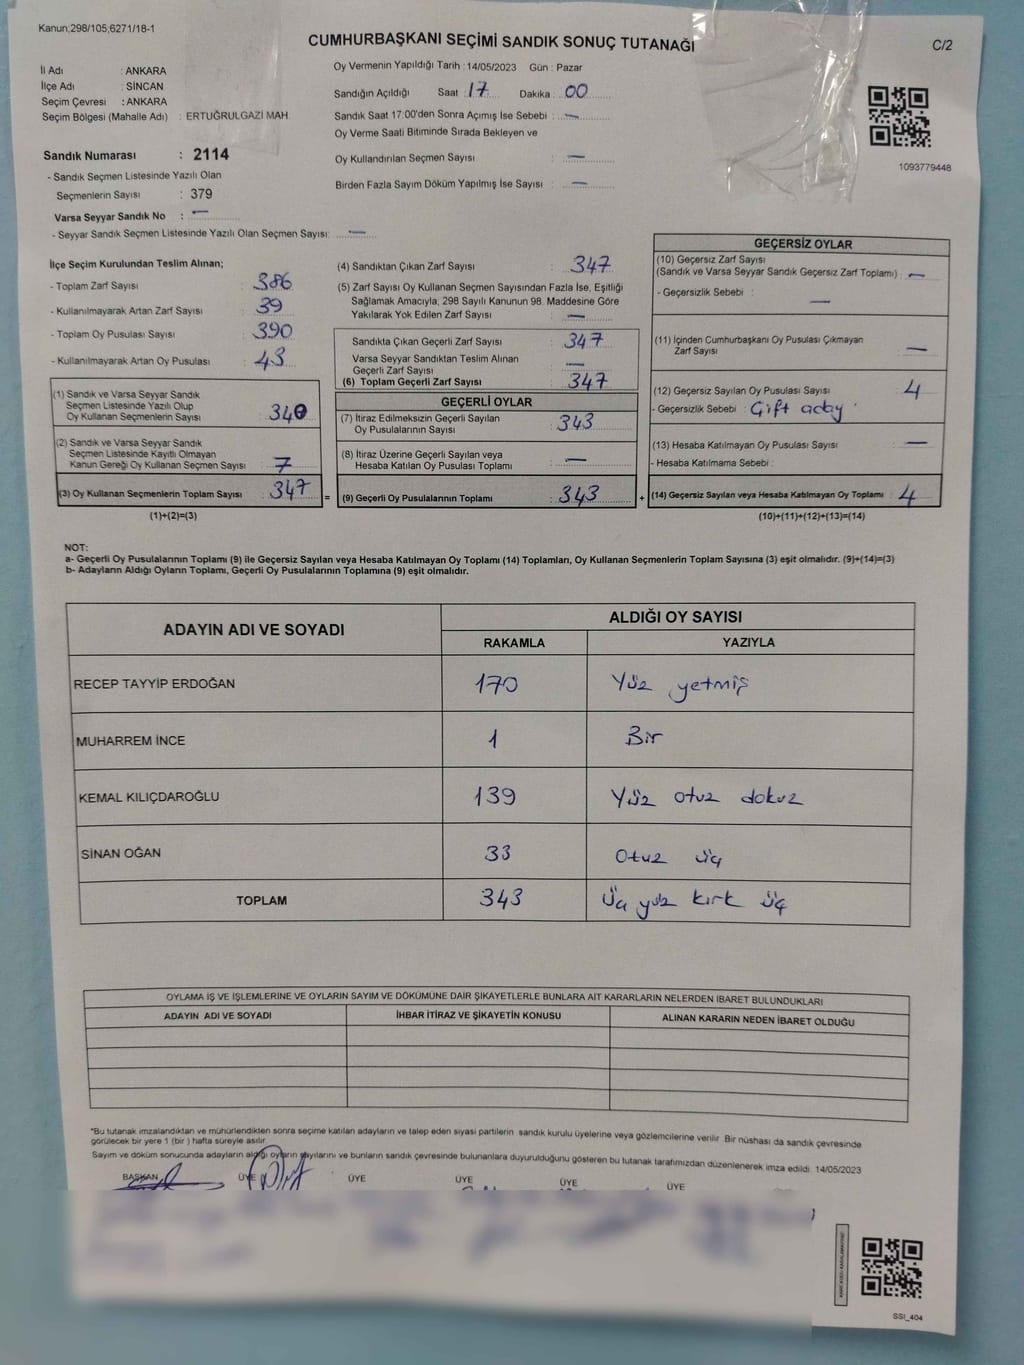 Kanun;298/105;6271/18-1
CUMHURBAŞKANI SEÇİMİ SANDIK SONUÇ TUTANAĞI
C/2
İl Adı : ANKARA
İlçe Adı : SİNCAN
Seçim Çevresi : ANKARA
Seçim Bölgesi (Mahalle Adı) : ERTUĞRULGAZİ MAH.
Sandık Numarası : 2114
- Sandık Seçmen Listesinde Yazılı Olan
Seçmenlerin Sayısı : 379
Varsa Seyyar Sandık No : —
- Seyyar Sandık Seçmen Listesinde Yazılı Olan Seçmen Sayısı: —
Oy Vermenin Yapıldığı Tarih : 14/05/2023 Gün : Pazar
Sandığın Açıldığı Saat : 17 Dakika : 00
Sandık Saat 17:00'den Sonra Açımış İse Sebebi : —
Oy Verme Saati Bitiminde Sırada Bekleyen ve
Oy Kullandırılan Seçmen Sayısı : —
Birden Fazla Sayım Döküm Yapılmış İse Sayısı : —
1093779448
İlçe Seçim Kurulundan Teslim Alınan;
- Toplam Zarf Sayısı : 386
- Kullanılmayarak Artan Zarf Sayısı : 39
- Toplam Oy Pusulası Sayısı : 390
- Kullanılmayarak Artan Oy Pusulası : 43
(1) Sandık ve Varsa Seyyar Sandık
Seçmen Listesinde Yazılı Olup
Oy Kullanan Seçmenlerin Sayısı : 340
(2) Sandık ve Varsa Seyyar Sandık
Seçmen Listesinde Kayıtlı Olmayan
Kanun Gereği Oy Kullanan Seçmen Sayısı : 7
(3) Oy Kullanan Seçmenlerin Toplam Sayısı : 347
(1)+(2)=(3)
(4) Sandıktan Çıkan Zarf Sayısı : 347
(5) Zarf Sayısı Oy Kullanan Seçmen Sayısından Fazla İse, Eşitliği
Sağlamak Amacıyla; 298 Sayılı Kanunun 98. Maddesine Göre
Yakılarak Yok Edilen Zarf Sayısı : —
Sandıkta Çıkan Geçerli Zarf Sayısı : 347
Varsa Seyyar Sandıktan Teslim Alınan
Geçerli Zarf Sayısı : —
(6) Toplam Geçerli Zarf Sayısı : 347
GEÇERLİ OYLAR
(7) İtiraz Edilmeksizin Geçerli Sayılan
Oy Pusulalarının Sayısı : 343
(8) İtiraz Üzerine Geçerli Sayılan veya
Hesaba Katılan Oy Pusulası Toplamı : —
= (9) Geçerli Oy Pusulalarının Toplamı : 343 +
GEÇERSİZ OYLAR
(10) Geçersiz Zarf Sayısı
(Sandık ve Varsa Seyyar Sandık Geçersiz Zarf Toplamı) : —
- Geçersizlik Sebebi : —
(11) İçinden Cumhurbaşkanı Oy Pusulası Çıkmayan
Zarf Sayısı : —
(12) Geçersiz Sayılan Oy Pusulası Sayısı : 4
- Geçersizlik Sebebi : Çift aday
(13) Hesaba Katılmayan Oy Pusulası Sayısı : —
- Hesaba Katılmama Sebebi :
(14) Geçersiz Sayılan veya Hesaba Katılmayan Oy Toplamı : 4
(10)+(11)+(12)+(13)=(14)
NOT:
a- Geçerli Oy Pusulalarının Toplamı (9) ile Geçersiz Sayılan veya Hesaba Katılmayan Oy Toplamı (14) Toplamları, Oy Kullanan Seçmenlerin Toplam Sayısına (3) eşit olmalıdır. (9)+(14)=(3)
b- Adayların Aldığı Oyların Toplamı, Geçerli Oy Pusulalarının Toplamına (9) eşit olmalıdır.
ADAYIN ADI VE SOYADI ALDIĞI OY SAYISI
RAKAMLA YAZIYLA
RECEP TAYYİP ERDOĞAN 170 Yüz yetmiş
MUHARREM İNCE 1 Bir
KEMAL KILIÇDAROĞLU 139 Yüz otuz dokuz
SİNAN OĞAN 33 Otuz üç
TOPLAM 343 Üç yüz kırk üç
OYLAMA İŞ VE İŞLEMLERİNE VE OYLARIN SAYIM VE DÖKÜMÜNE DAİR ŞİKAYETLERLE BUNLARA AİT KARARLARIN NELERDEN İBARET BULUNDUKLARI
ADAYIN ADI VE SOYADI İHBAR İTİRAZ VE ŞİKAYETİN KONUSU ALINAN KARARIN NEDEN İBARET OLDUĞU
*Bu tutanak imzalandıktan ve mühürlendikten sonra seçime katılan adayların ve talep eden siyasi partilerin sandık kurulu üyelerine veya gözlemcilerine verilir. Bir nüshası da sandık çevresinde
görülecek bir yere 1 (bir ) hafta süreyle asılır.
Sayım ve döküm sonucunda adayların aldığı oyların sayılarını ve bunların sandık çevresinde bulunanlara duyurulduğunu gösteren bu tutanak tarafımızdan düzenlenerek imza edildi. 14/05/2023
BAŞKAN ÜYE ÜYE ÜYE ÜYE ÜYE
SSI_404